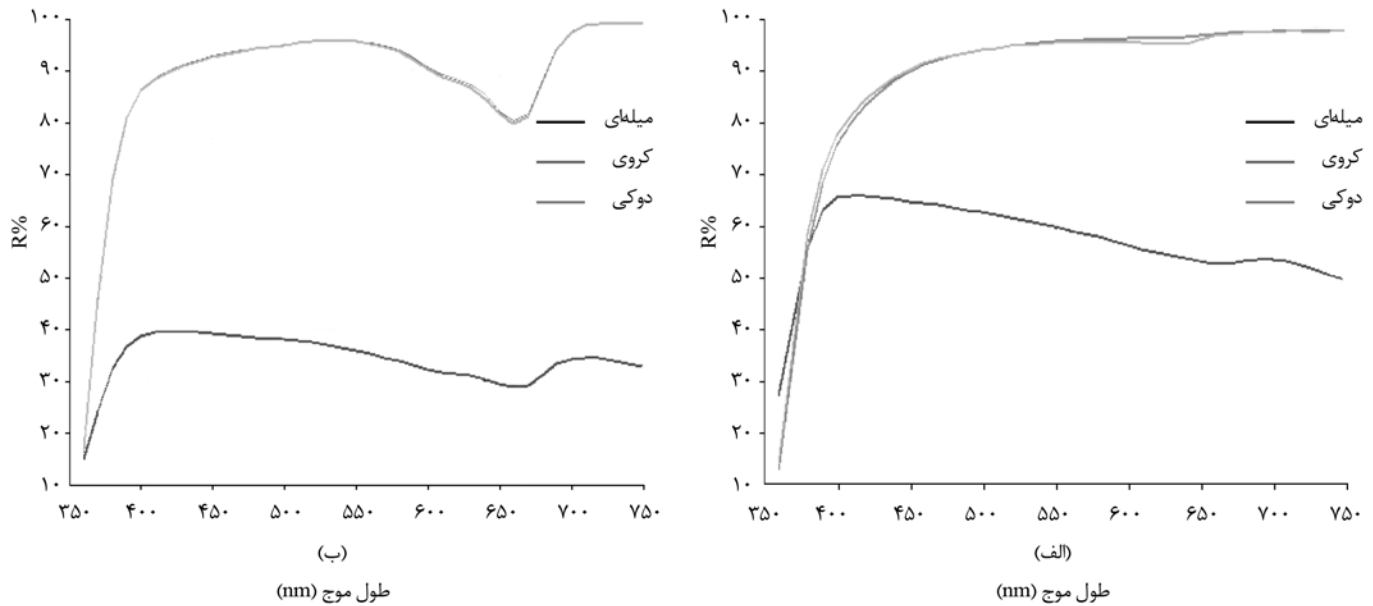 ۱۰۰
۹۰
۸۰
۷۰
۶۰
۵۰
۴۰
۳۰
۲۰
۱۰
R%
میله‌ای
کروی
دوکی
۳۵۰ ۴۰۰ ۴۵۰ ۵۰۰ ۵۵۰ ۶۰۰ ۶۵۰ ۷۰۰ ۷۵۰
(الف)
طول موج (nm)
۱۰۰
۹۰
۸۰
۷۰
۶۰
۵۰
۴۰
۳۰
۲۰
۱۰
R%
میله‌ای
کروی
دوکی
۳۵۰ ۴۰۰ ۴۵۰ ۵۰۰ ۵۵۰ ۶۰۰ ۶۵۰ ۷۰۰ ۷۵۰
(ب)
طول موج (nm)